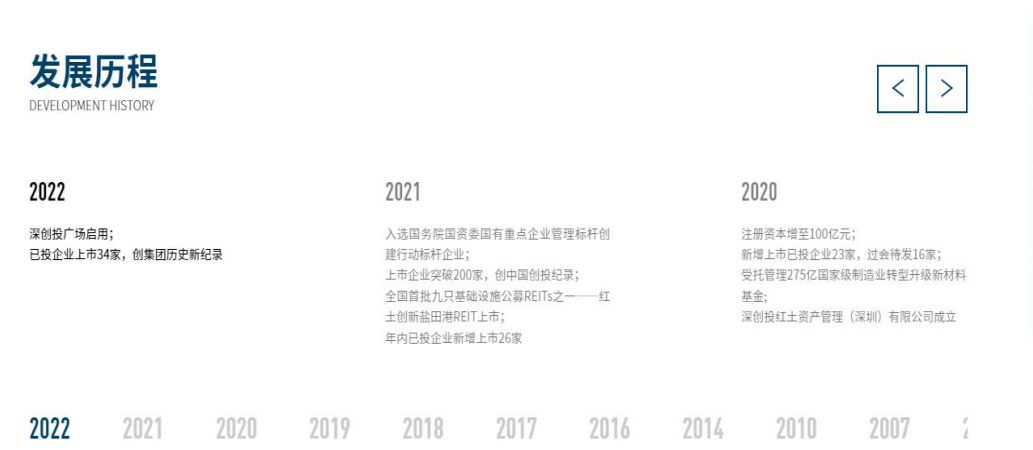 发展历程
DEVELOPMENT HISTORY
2022
深创投广场启用；
已投企业上市34家，创集团历史新纪录
2021
入选国务院国资委国有重点企业管理标杆创
建行动标杆企业；
上市企业突破200家，创中国创投纪录；
全国首批九只基础设施公募REITs之一——红
土创新盐田港REIT上市；
年内已投企业新增上市26家
2020
注册资本增至100亿元；
新增上市已投企业23家，过会待发16家；
受托管理275亿国家级制造业转型升级新材料
基金;
深创投红土资产管理（深圳）有限公司成立
2022 2021 2020 2019 2018 2017 2016 2014 2010 2007